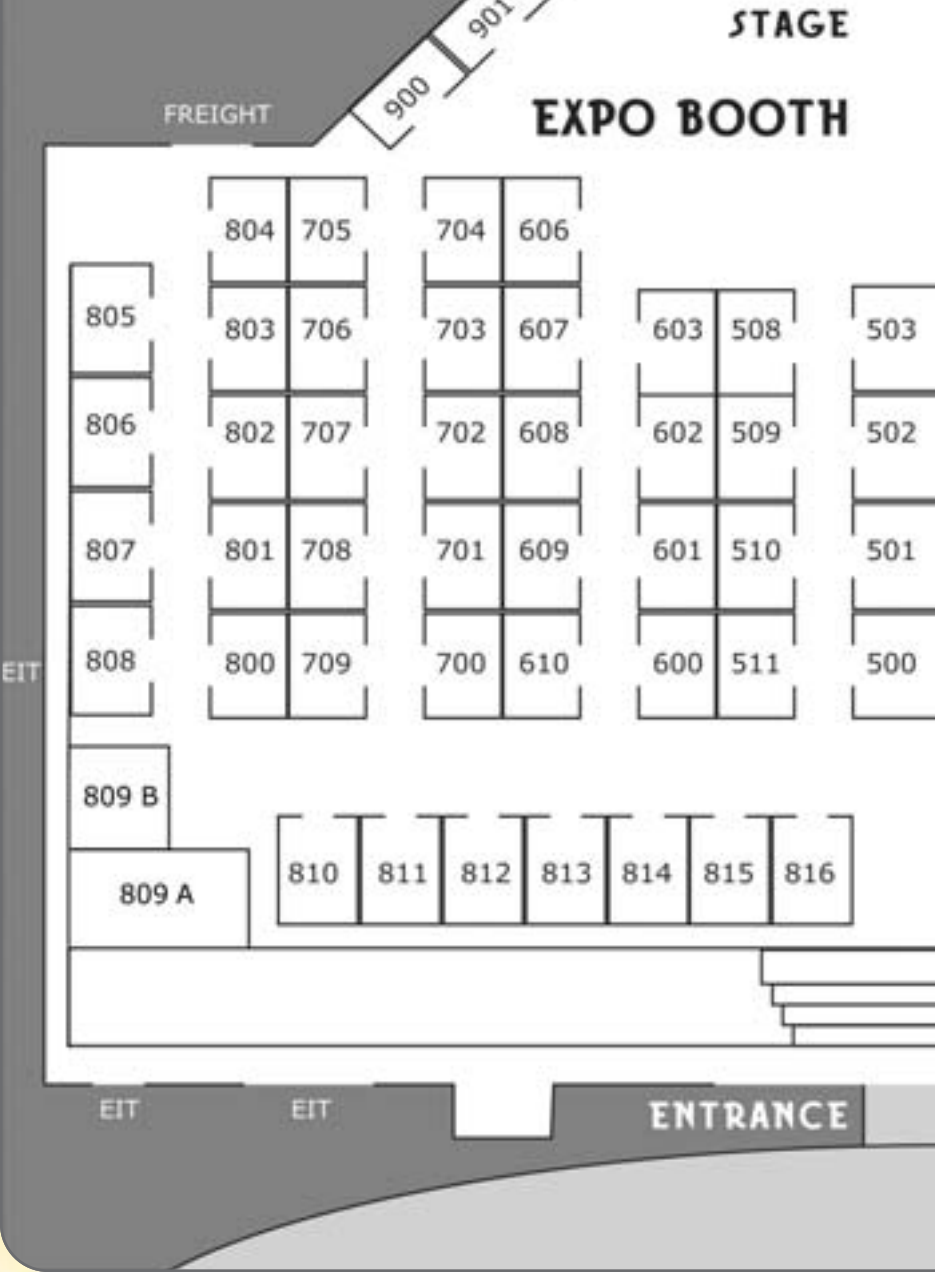 901
STAGE
900
FREIGHT
EXPO BOOTH
804 705 704 606
805 803 706 703 607 603 508 503
806 802 707 702 608 602 509 502
807 801 708 701 609 601 510 501
808 800 709 700 610 600 511 500
EIT
809 B
809 A
810 811 812 813 814 815 816
EIT EIT ENTRANCE